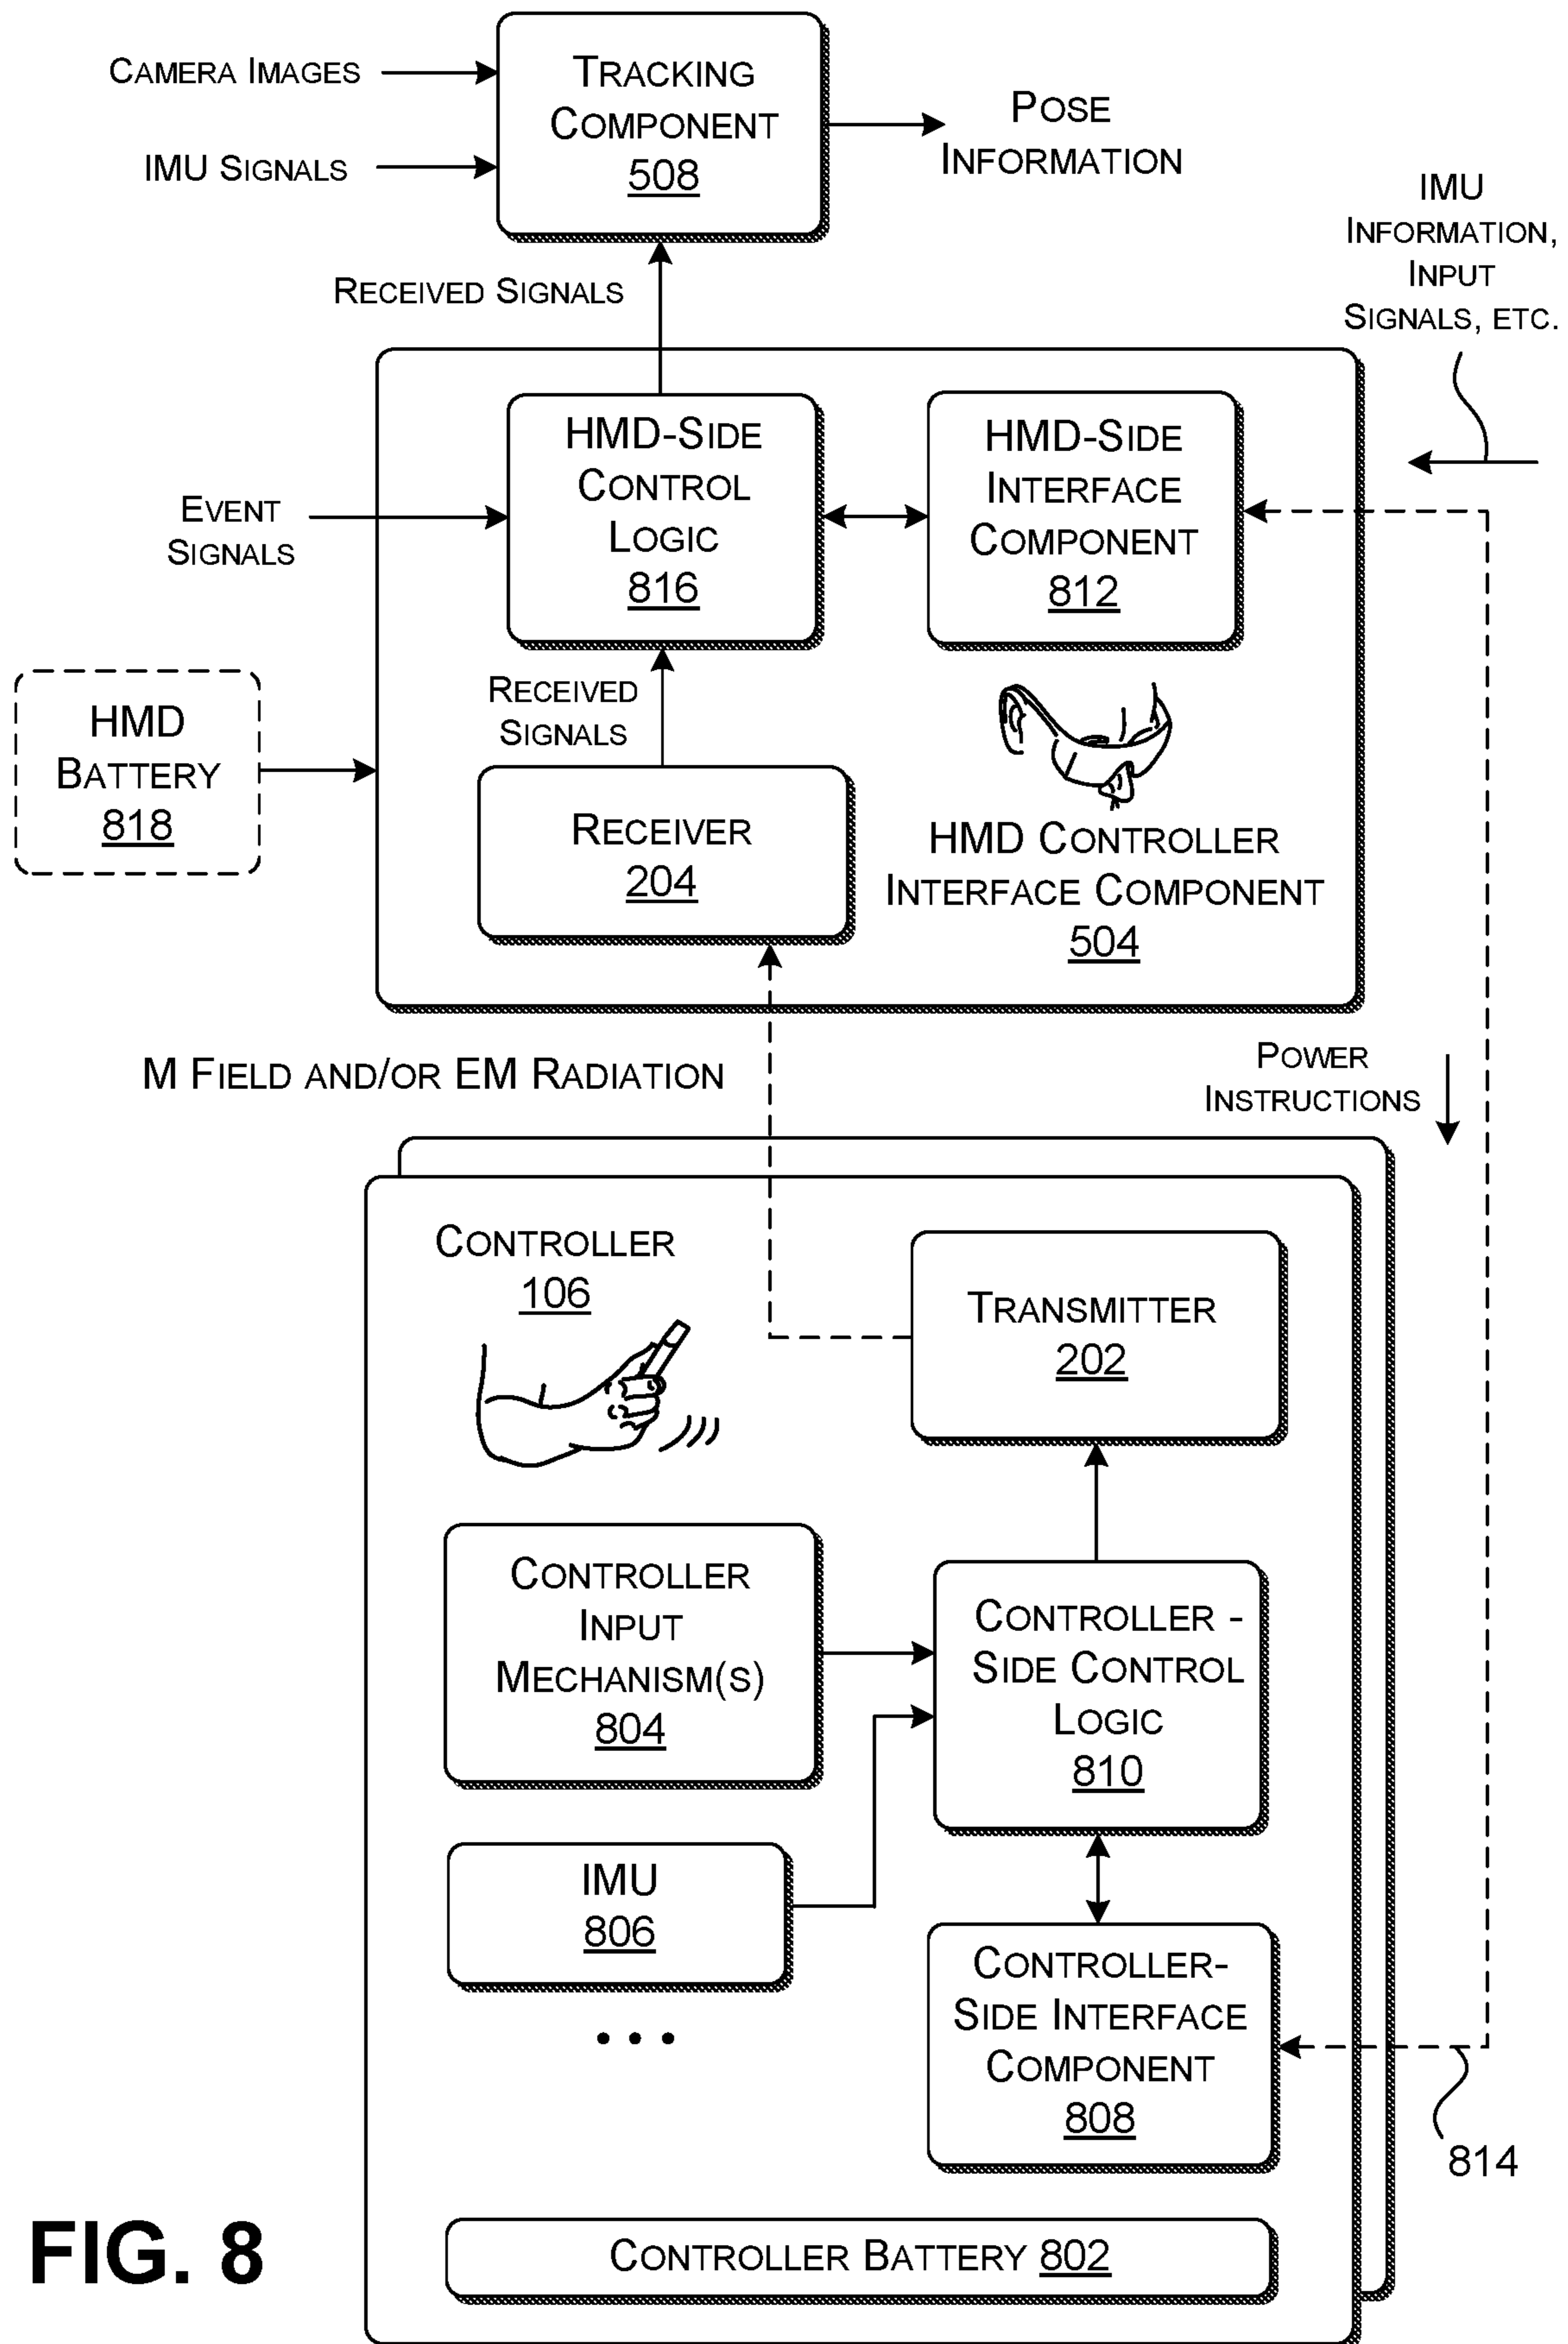 CAMERA IMAGES
IMU SIGNALS
TRACKING
COMPONENT
508
POSE
INFORMATION
IMU
INFORMATION,
INPUT
SIGNALS, ETC.
RECEIVED SIGNALS
HMD-SIDE
CONTROL
LOGIC
816
HMD-SIDE
INTERFACE
COMPONENT
812
EVENT
SIGNALS
HMD
BATTERY
818
RECEIVED
SIGNALS
RECEIVER
204
HMD CONTROLLER
INTERFACE COMPONENT
504
M FIELD AND/OR EM RADIATION
POWER
INSTRUCTIONS
CONTROLLER
106
TRANSMITTER
202
CONTROLLER
INPUT
MECHANISM(S)
804
CONTROLLER -
SIDE CONTROL
LOGIC
810
IMU
806
• • •
CONTROLLER-
SIDE INTERFACE
COMPONENT
808
814
CONTROLLER BATTERY 802
FIG. 8